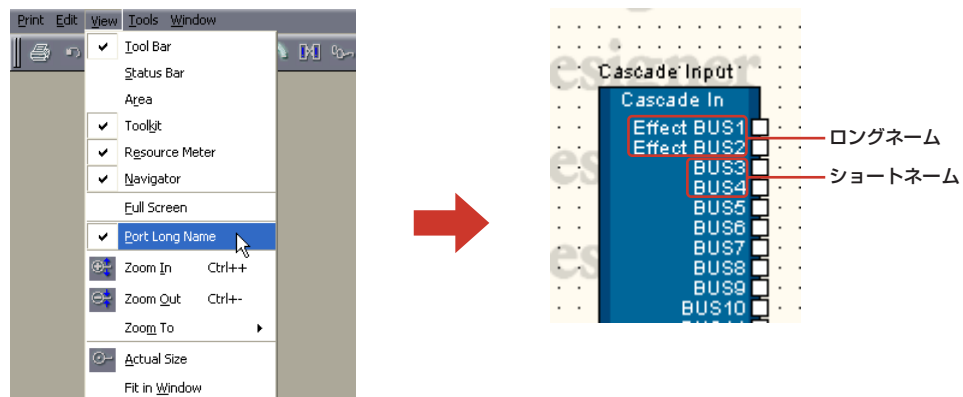 Print Edit View Tools Window
Tool Bar
Status Bar
Area
Toolkit
Resource Meter
Navigator
Full Screen
Port Long Name
Zoom In Ctrl++
Zoom Out Ctrl+-
Zoom To
Actual Size
Fit in Window
esigner
Cascade Input
Cascade In
Effect BUS1
Effect BUS2
BUS3
BUS4
BUS5
BUS6
BUS7
BUS8
BUS9
BUS10
ロングネーム
ショートネーム